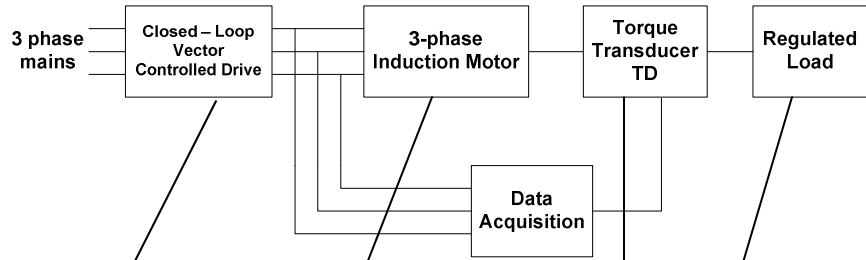 3 phase
mains
Closed – Loop
Vector
Controlled Drive
3-phase
Induction Motor
Torque
Transducer
TD
Regulated
Load
Data
Acquisition